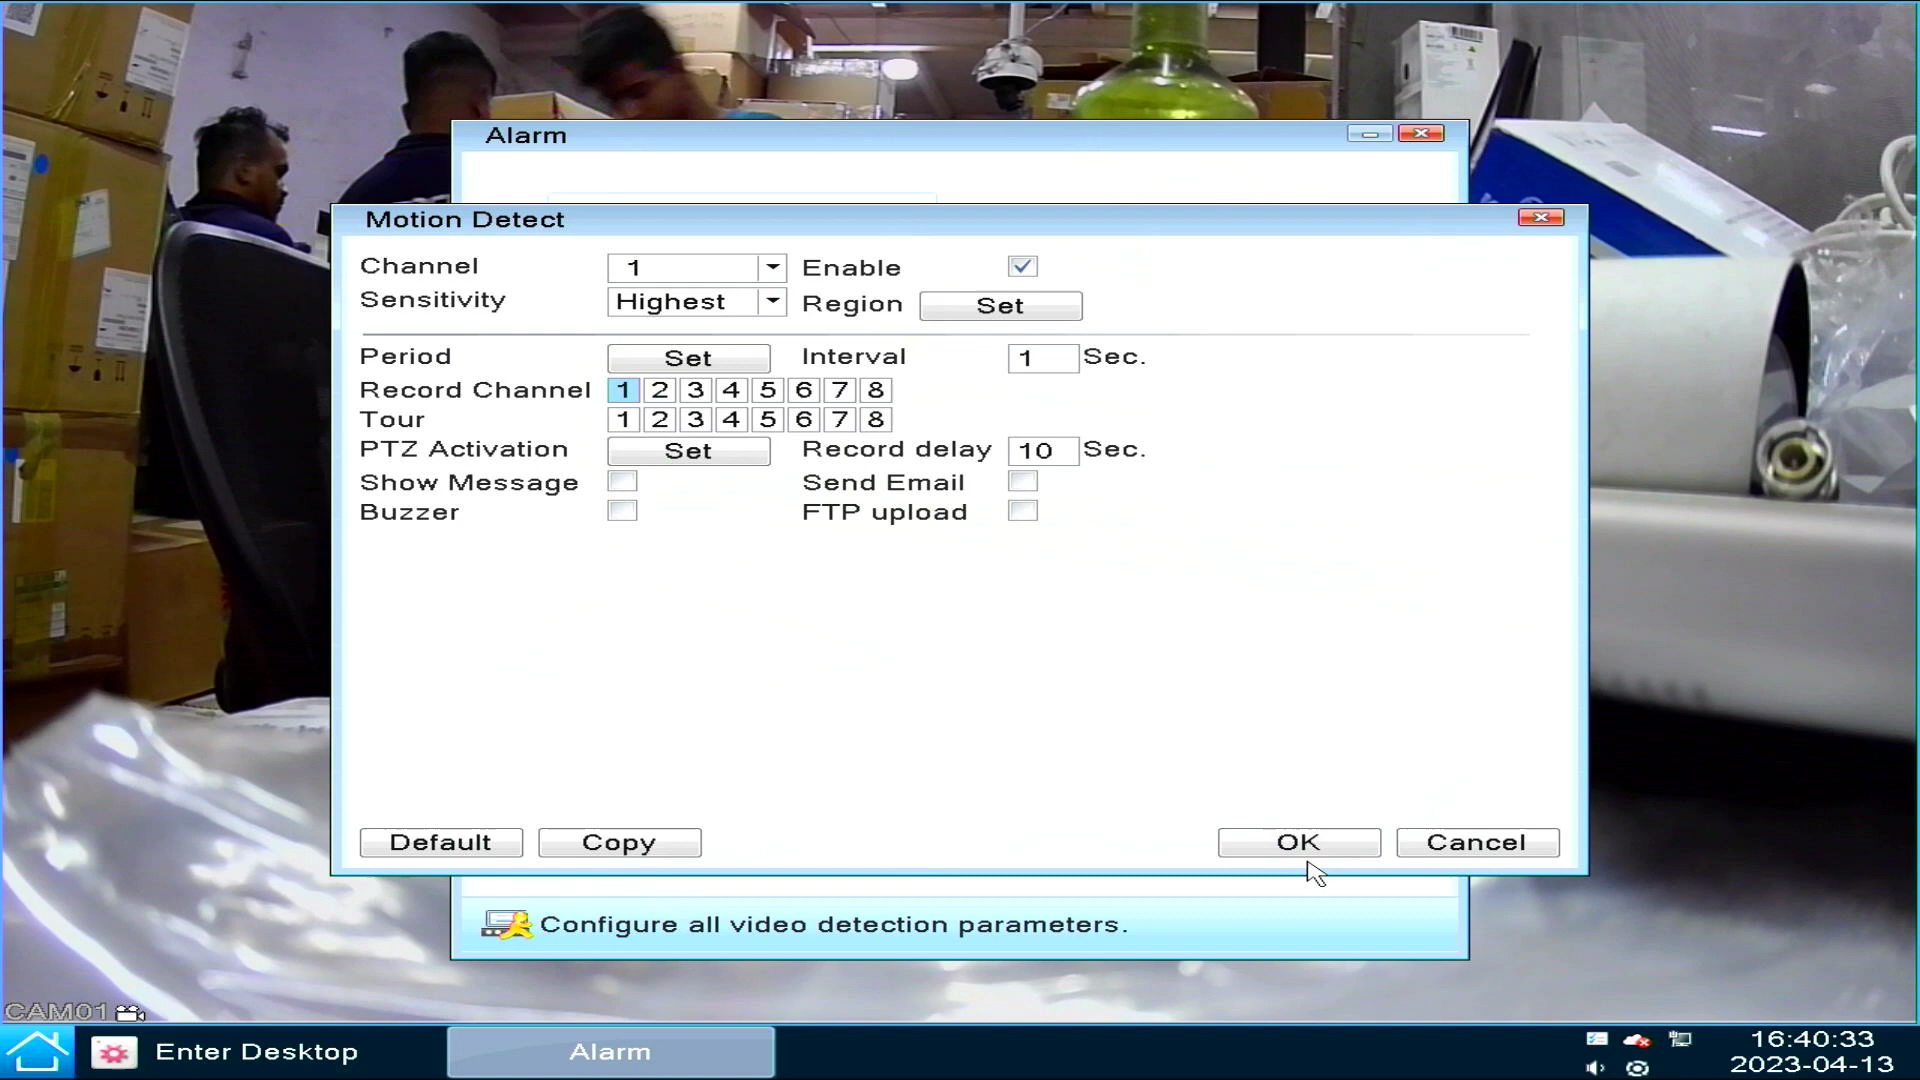 Alarm
Motion Detect
Channel 1 Enable
Sensitivity Highest Region Set
Period Set Interval 1 Sec.
Record Channel 1 2 3 4 5 6 7 8
Tour 1 2 3 4 5 6 7 8
PTZ Activation Set Record delay 10 Sec.
Show Message Send Email
Buzzer FTP upload
Default Copy OK Cancel
Configure all video detection parameters.
CAM01
Enter Desktop Alarm 16:40:33
2023-04-13